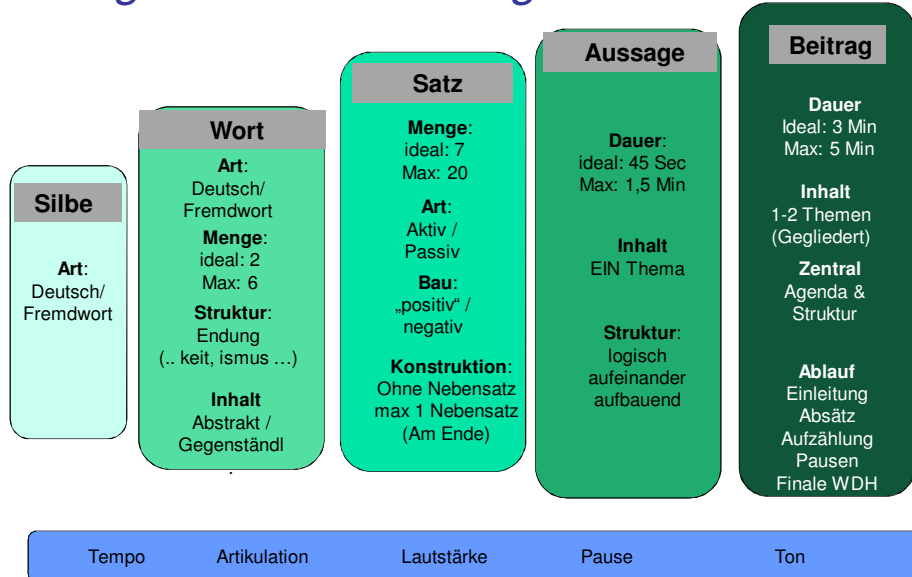 Silbe
Art:
Deutsch/
Fremdwort
Wort
Art:
Deutsch/
Fremdwort
Menge:
ideal: 2
Max: 6
Struktur:
Endung
(.. keit, ismus …)
Inhalt
Abstrakt /
Gegenständl
.
Satz
Menge:
ideal: 7
Max: 20
Art:
Aktiv /
Passiv
Bau:
„positiv“ /
negativ
Konstruktion:
Ohne Nebensatz
max 1 Nebensatz
(Am Ende)
Aussage
Dauer:
ideal: 45 Sec
Max: 1,5 Min
Inhalt
EIN Thema
Struktur:
logisch
aufeinander
aufbauend
Beitrag
Dauer
Ideal: 3 Min
Max: 5 Min
Inhalt
1-2 Themen
(Gegliedert)
Zentral
Agenda &
Struktur
Ablauf
Einleitung
Absätz
Aufzählung
Pausen
Finale WDH
Tempo Artikulation Lautstärke Pause Ton